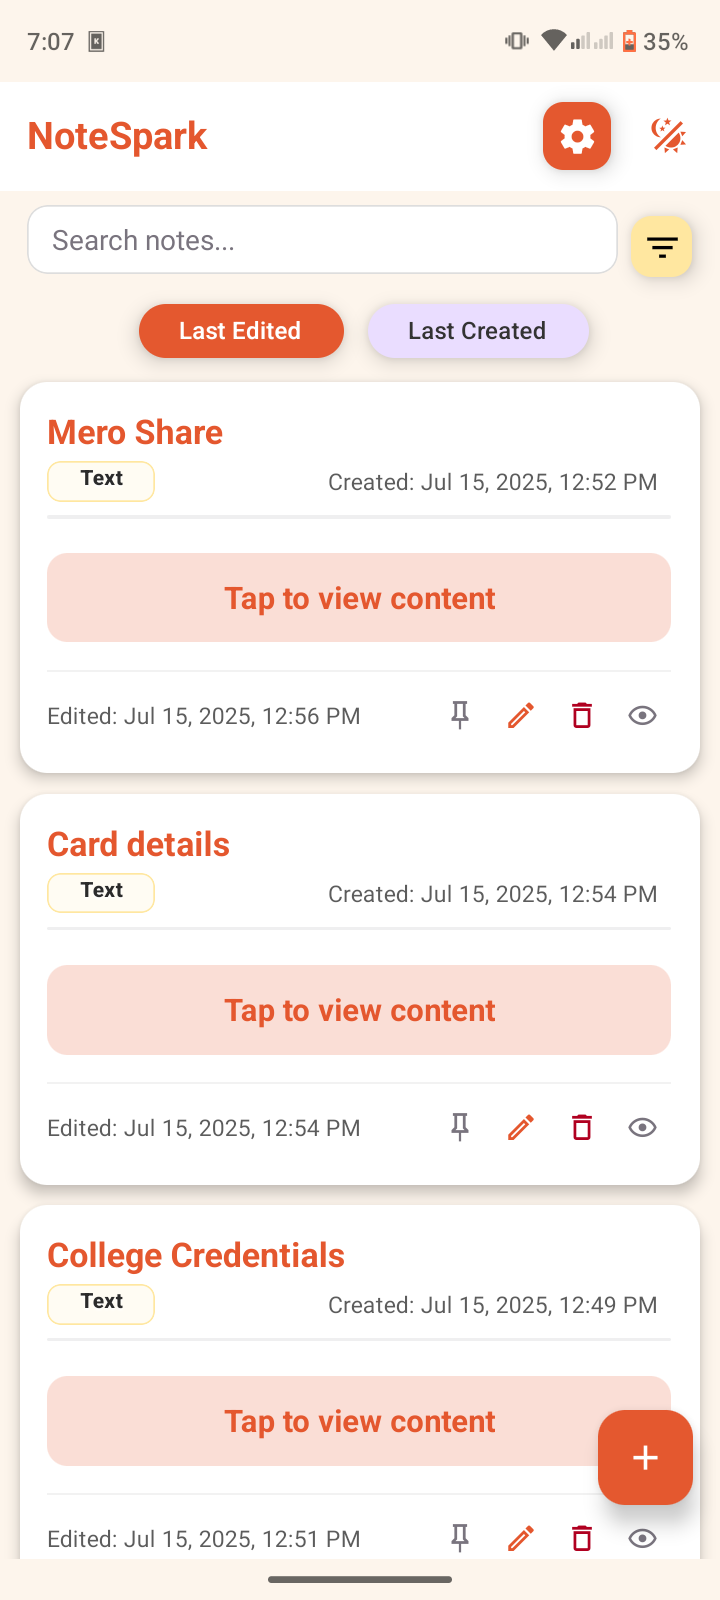 7:07
35%
NoteSpark
Search notes...
Last Edited
Last Created
Mero Share
Text
Created: Jul 15, 2025, 12:52 PM
Tap to view content
Edited: Jul 15, 2025, 12:56 PM
Card details
Text
Created: Jul 15, 2025, 12:54 PM
Tap to view content
Edited: Jul 15, 2025, 12:54 PM
College Credentials
Text
Created: Jul 15, 2025, 12:49 PM
Tap to view content
Edited: Jul 15, 2025, 12:51 PM